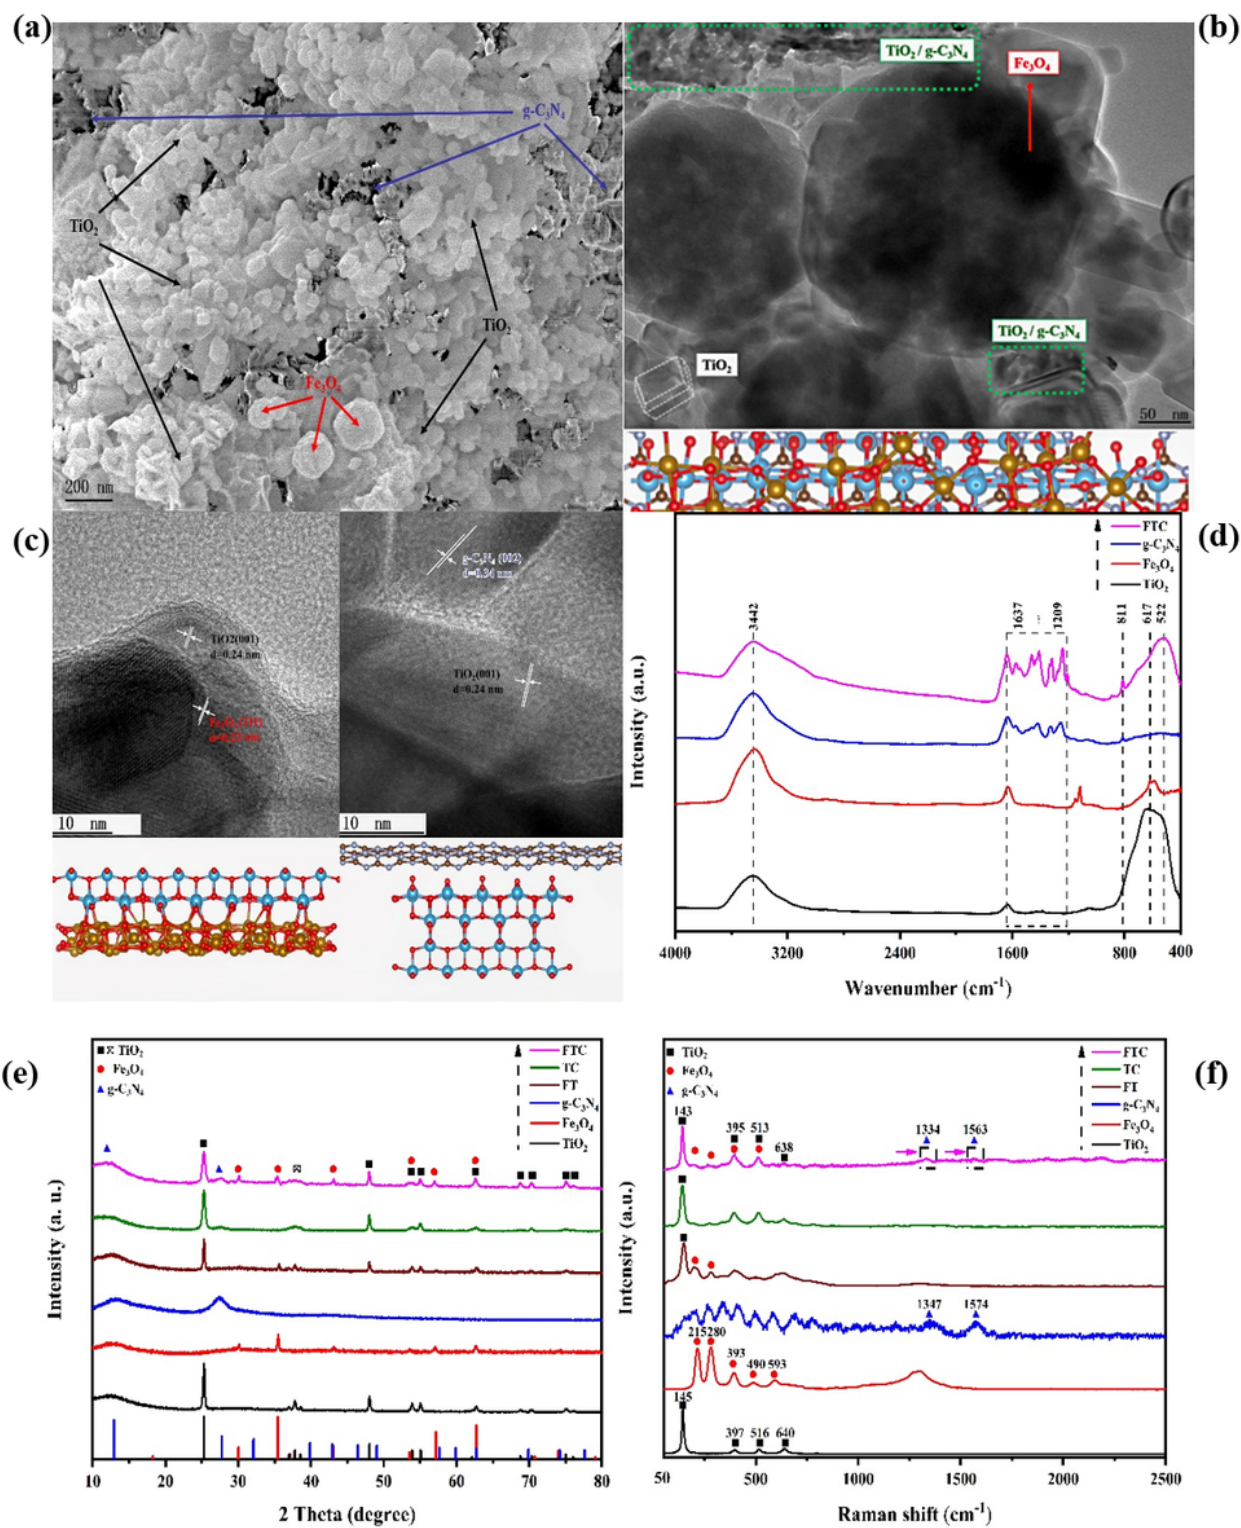 (a)
g-C₃N₄
TiO₂
TiO₂
Fe₃O₄
200 nm
(b)
TiO₂ / g-C₃N₄
Fe₃O₄
TiO₂ / g-C₃N₄
TiO₂
50 nm
(c)
TiO2(001)
d=0.24 nm
10 nm
g-C₃N₄ (002)
d=0.34 nm
TiO₂(001)
d=0.24 nm
10 nm
(d)
FTC
g-C₃N₄
Fe₃O₄
TiO₂
3442
1637
1209
811
617
522
Intensity (a.u.)
4000 3200 2400 1600 800 400
Wavenumber (cm⁻¹)
(e)
TiO₂
Fe₃O₄
g-C₃N₄
FTC
TC
FT
g-C₃N₄
Fe₃O₄
TiO₂
Intensity (a. u.)
10 20 30 40 50 60 70 80
2 Theta (degree)
(f)
TiO₂
Fe₃O₄
g-C₃N₄
FTC
TC
FT
g-C₃N₄
Fe₃O₄
TiO₂
143
395 513
638
1334 1563
1347 1574
215 280
393
490 593
145
397 516 640
Intensity (a.u.)
50 500 1000 1500 2000 2500
Raman shift (cm⁻¹)